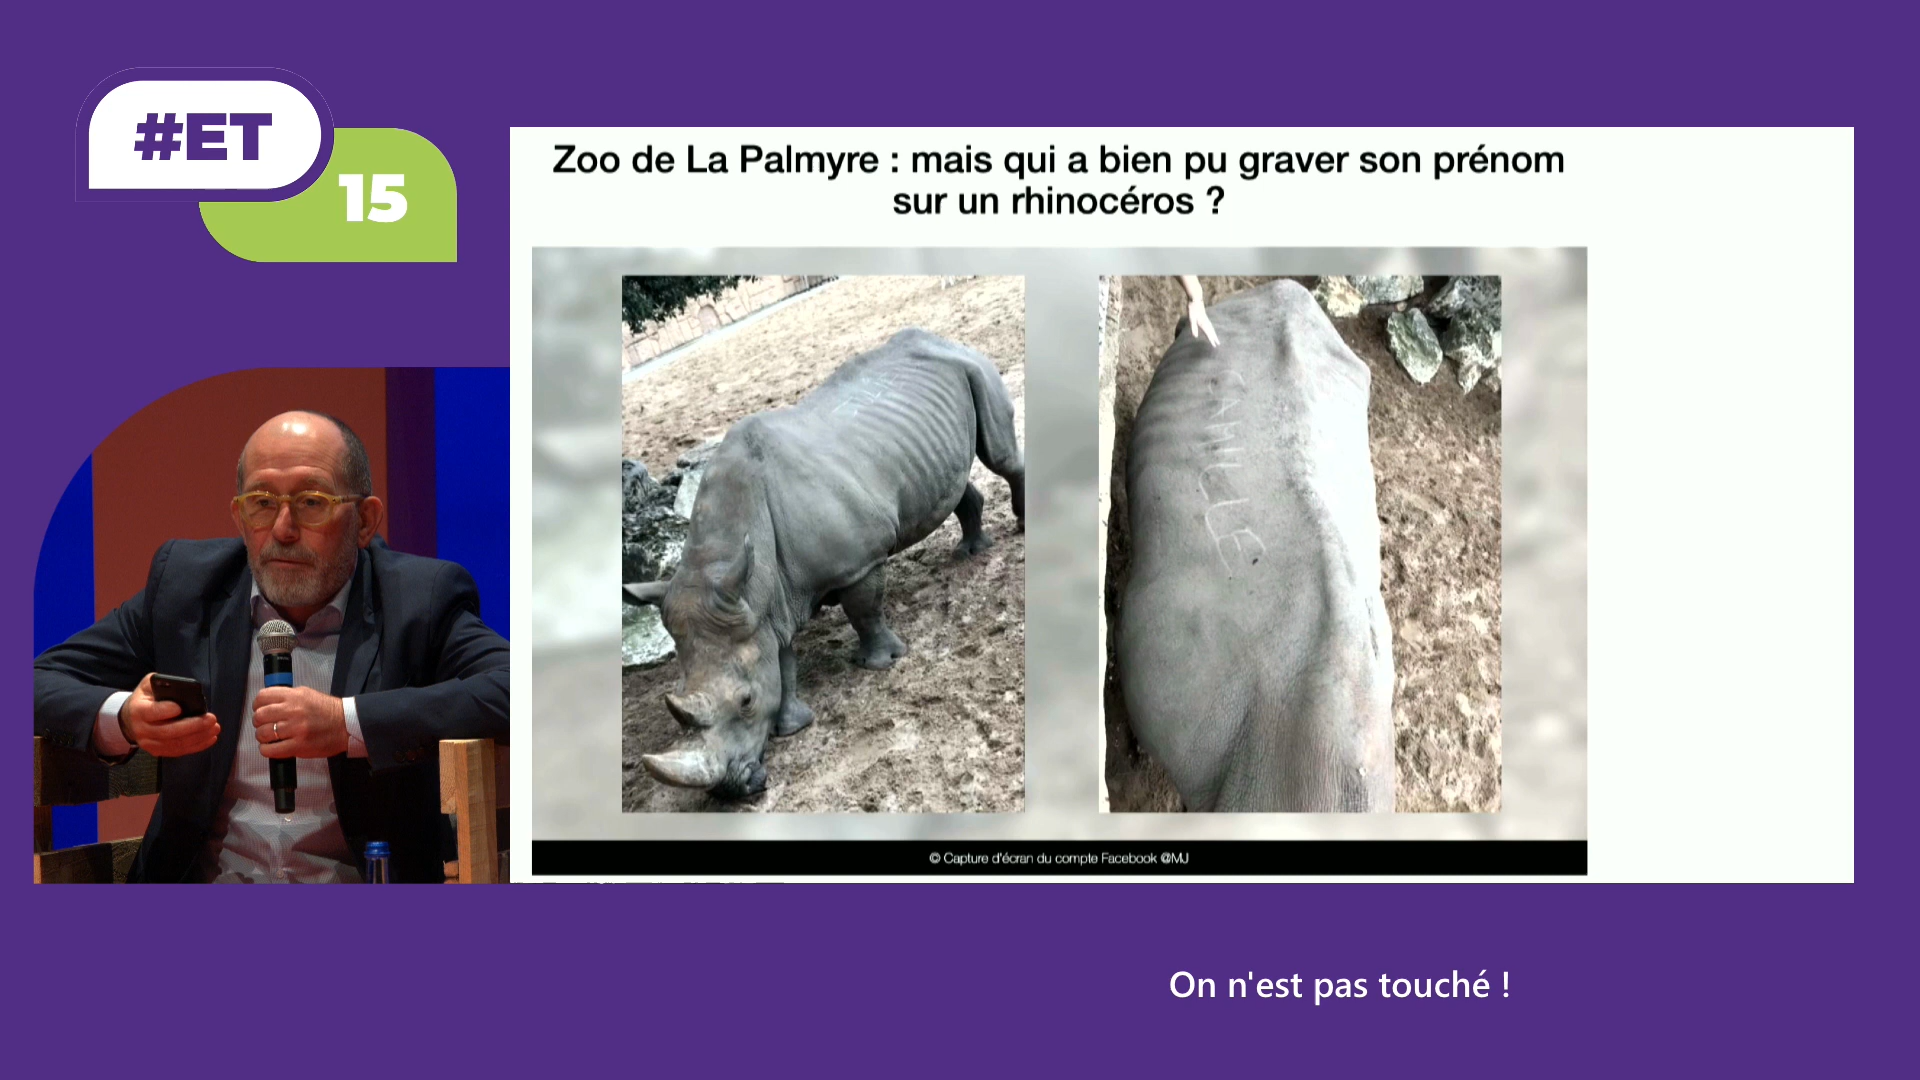 #ET
15
Zoo de La Palmyre : mais qui a bien pu graver son prénom
sur un rhinocéros ?
CAMILLE
© Capture d'écran du compte Facebook @MJ
On n'est pas touché !